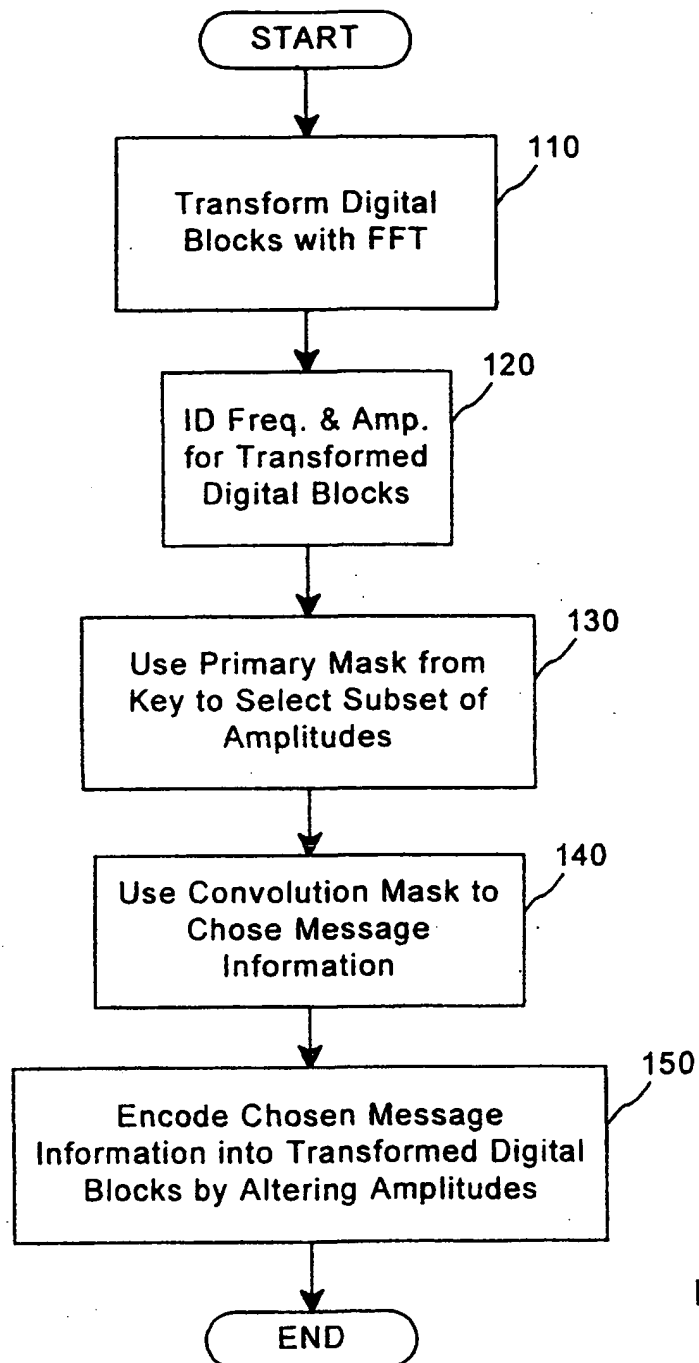 START
110
Transform Digital
Blocks with FFT
120
ID Freq. & Amp.
for Transformed
Digital Blocks
130
Use Primary Mask from
Key to Select Subset of
Amplitudes
140
Use Convolution Mask to
Chose Message
Information
150
Encode Chosen Message
Information into Transformed Digital
Blocks by Altering Amplitudes
END